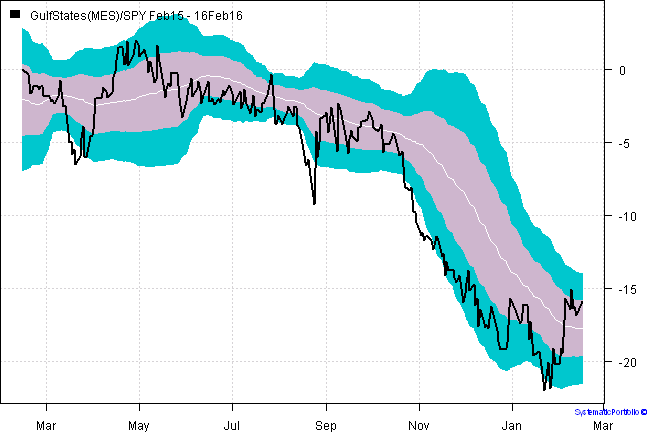 GulfStates(MES)/SPY Feb15 - 16Feb16
0
-5
-10
-15
-20
SystematicPortfolio ©
Mar May Jul Sep Nov Jan Mar